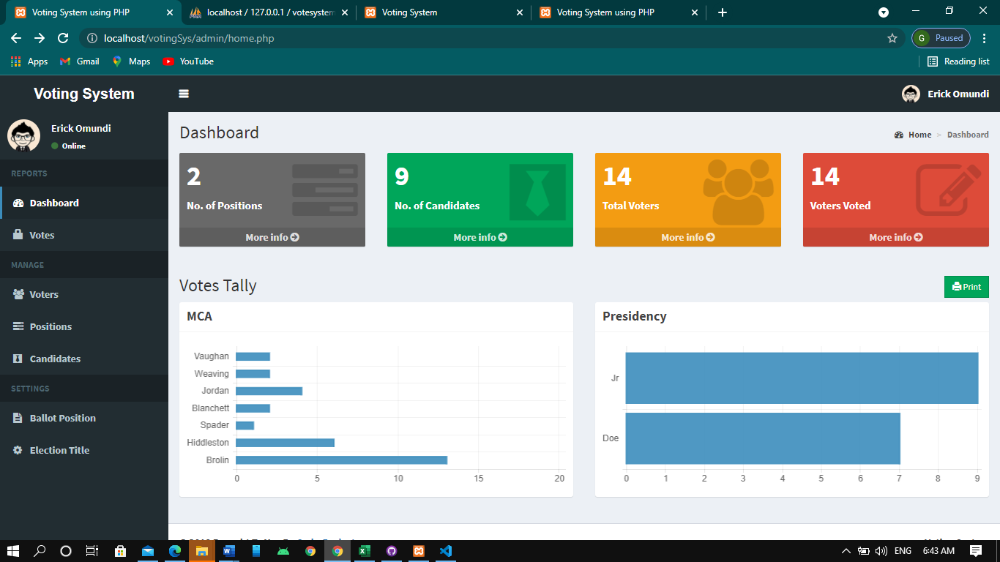 Voting System using PHP
localhost / 127.0.0.1 / votesystem
Voting System
Voting System using PHP
localhost/votingSys/admin/home.php
G Paused
Apps Gmail Maps YouTube
Reading list
Voting System
Erick Omundi
Erick Omundi
Online
REPORTS
Dashboard
Votes
MANAGE
Voters
Positions
Candidates
SETTINGS
Ballot Position
Election Title
Dashboard
Home > Dashboard
2
No. of Positions
More info
9
No. of Candidates
More info
14
Total Voters
More info
14
Voters Voted
More info
Votes Tally
Print
MCA
Vaughan
Weaving
Jordan
Blanchett
Spader
Hiddleston
Brolin
0 5 10 15 20
Presidency
Jr
Doe
0 1 2 3 4 5 6 7 8 9
ENG 6:43 AM